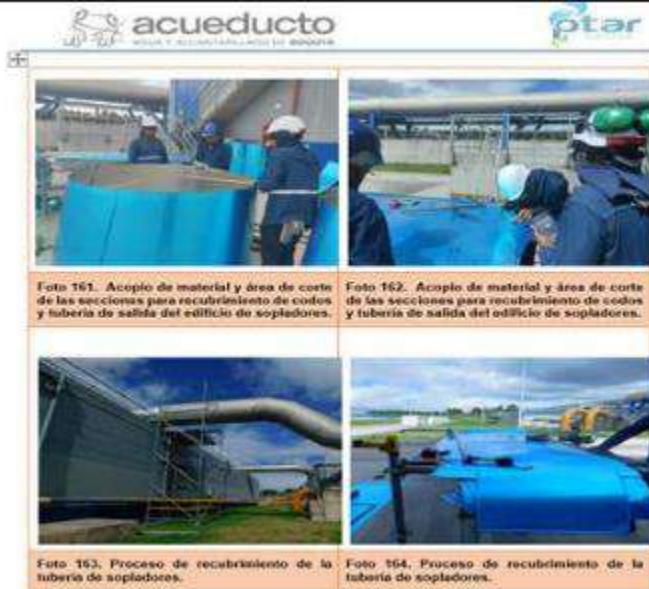 acueducto
AGUA Y ALCANTARILLADO DE BOGOTÁ
ptar
Foto 161. Acopio de material y área de corte
de las secciones para recubrimiento de codos
y tubería de salida del edificio de sopladores.
Foto 162. Acopio de material y área de corte
de las secciones para recubrimiento de codos
y tubería de salida del edificio de sopladores.
Foto 163. Proceso de recubrimiento de la
tubería de sopladores.
Foto 164. Proceso de recubrimiento de la
tubería de sopladores.